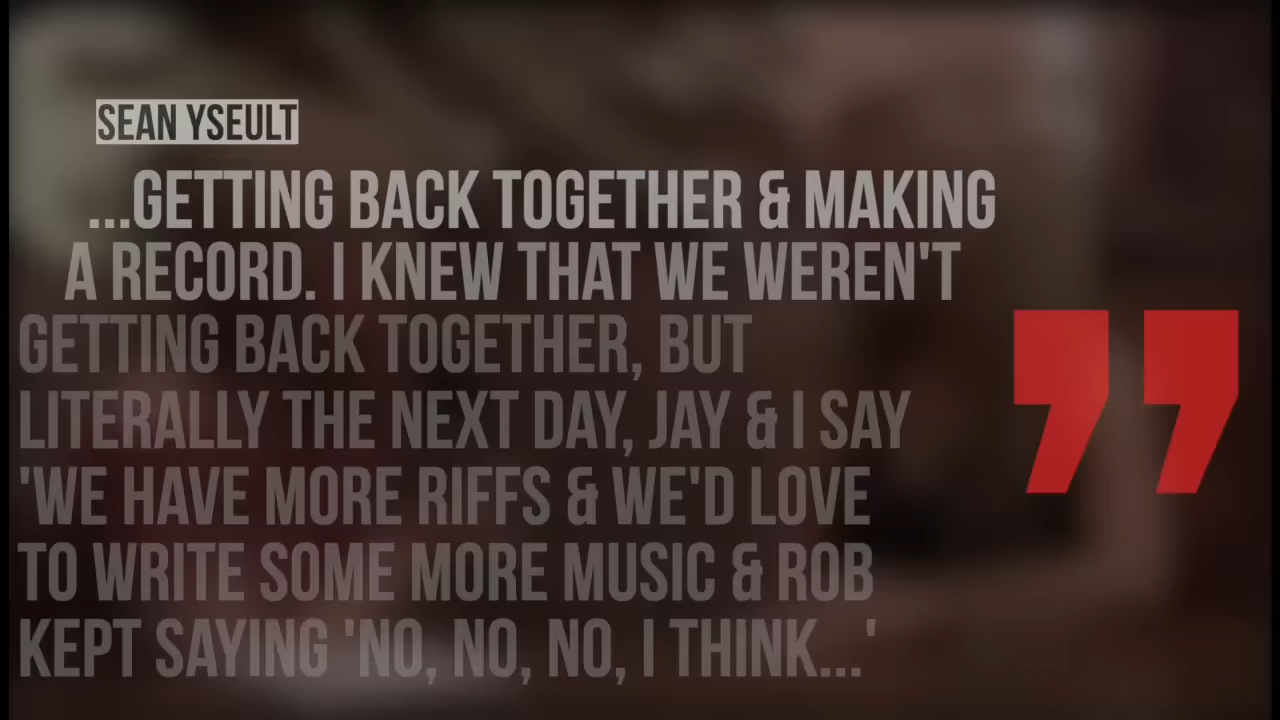 SEAN YSEULT
...GETTING BACK TOGETHER & MAKING
A RECORD. I KNEW THAT WE WEREN'T
GETTING BACK TOGETHER, BUT
LITERALLY THE NEXT DAY, JAY & I SAY
'WE HAVE MORE RIFFS & WE'D LOVE
TO WRITE SOME MORE MUSIC & ROB
KEPT SAYING 'NO, NO, NO, I THINK...'
”